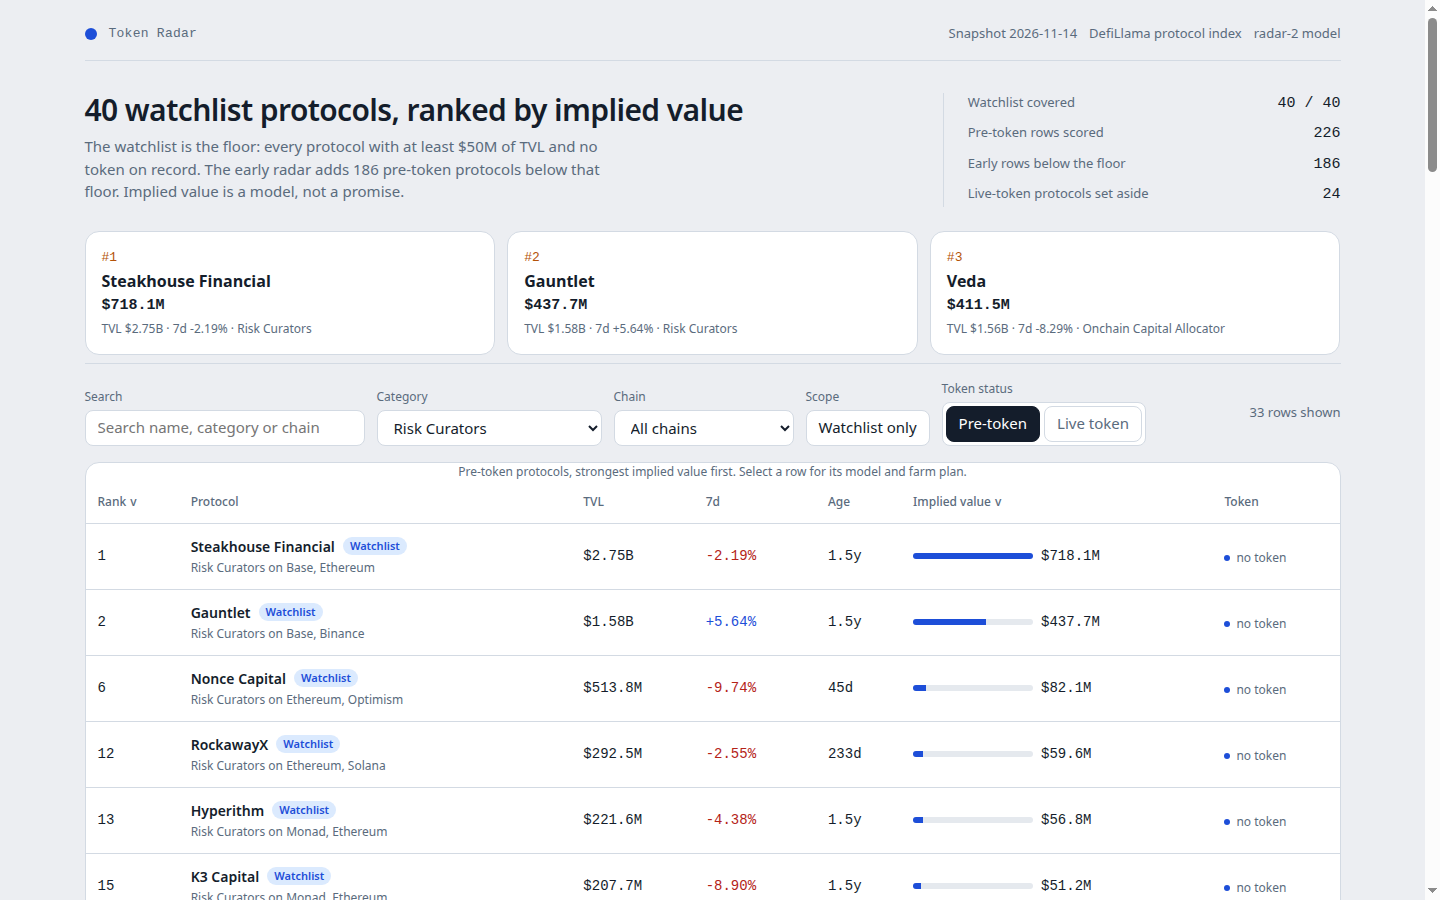 Token Radar
Snapshot 2026-11-14 DefiLlama protocol index radar-2 model
40 watchlist protocols, ranked by implied value
The watchlist is the floor: every protocol with at least $50M of TVL and no
token on record. The early radar adds 186 pre-token protocols below that
floor. Implied value is a model, not a promise.
Watchlist covered 40 / 40
Pre-token rows scored 226
Early rows below the floor 186
Live-token protocols set aside 24
#1
Steakhouse Financial
$718.1M
TVL $2.75B · 7d -2.19% · Risk Curators
#2
Gauntlet
$437.7M
TVL $1.58B · 7d +5.64% · Risk Curators
#3
Veda
$411.5M
TVL $1.56B · 7d -8.29% · Onchain Capital Allocator
Search
Search name, category or chain
Category
Risk Curators
Chain
All chains
Scope
Watchlist only
Token status
Pre-token Live token
33 rows shown
Pre-token protocols, strongest implied value first. Select a row for its model and farm plan.
Rank v Protocol TVL 7d Age Implied value v Token
1 Steakhouse Financial Watchlist $2.75B -2.19% 1.5y $718.1M no token
Risk Curators on Base, Ethereum
2 Gauntlet Watchlist $1.58B +5.64% 1.5y $437.7M no token
Risk Curators on Base, Binance
6 Nonce Capital Watchlist $513.8M -9.74% 45d $82.1M no token
Risk Curators on Ethereum, Optimism
12 RockawayX Watchlist $292.5M -2.55% 233d $59.6M no token
Risk Curators on Ethereum, Solana
13 Hyperithm Watchlist $221.6M -4.38% 1.5y $56.8M no token
Risk Curators on Monad, Ethereum
15 K3 Capital Watchlist $207.7M -8.90% 1.5y $51.2M no token
Risk Curators on Monad, Ethereum